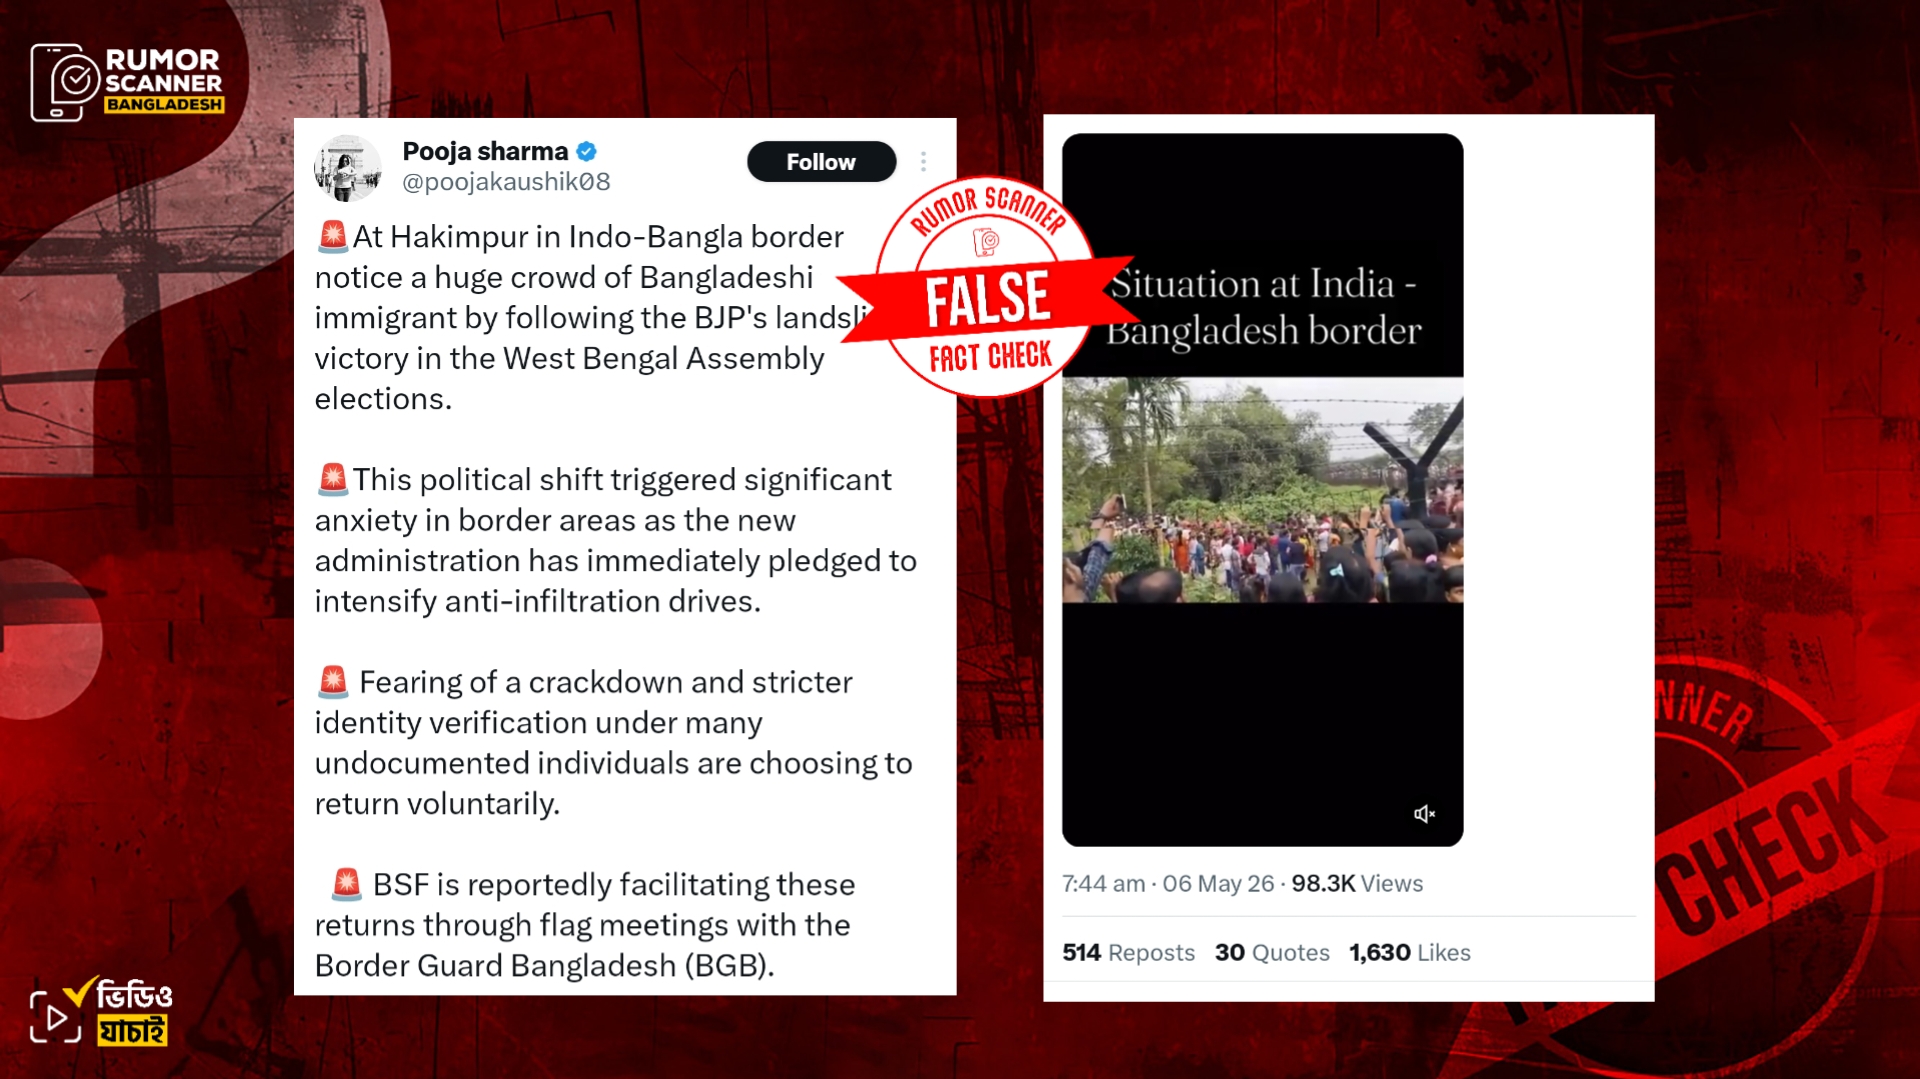 RUMOR
SCANNER
BANGLADESH
Pooja sharma
@poojakaushik08
Follow
🚨At Hakimpur in Indo-Bangla border
notice a huge crowd of Bangladeshi
immigrant by following the BJP's landsli
victory in the West Bengal Assembly
elections.
🚨This political shift triggered significant
anxiety in border areas as the new
administration has immediately pledged to
intensify anti-infiltration drives.
🚨 Fearing of a crackdown and stricter
identity verification under many
undocumented individuals are choosing to
return voluntarily.
🚨 BSF is reportedly facilitating these
returns through flag meetings with the
Border Guard Bangladesh (BGB).
RUMOR SCANNER
FALSE
FACT CHECK
Situation at India -
Bangladesh border
7:44 am · 06 May 26 · 98.3K Views
514 Reposts 30 Quotes 1,630 Likes
NNER
CHECK
ভিডিও
যাচাই